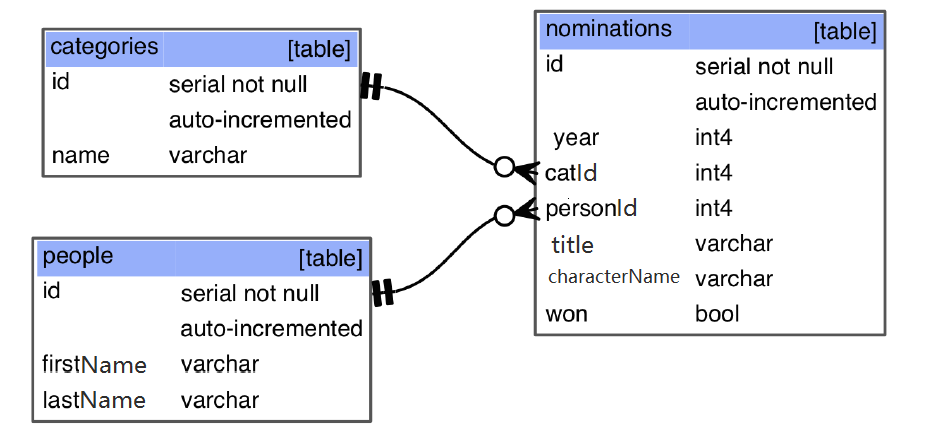 categories [table]
id serial not null
auto-incremented
name varchar
people [table]
id serial not null
auto-incremented
firstName varchar
lastName varchar
nominations [table]
id serial not null
auto-incremented
year int4
catId int4
personId int4
title varchar
characterName varchar
won bool